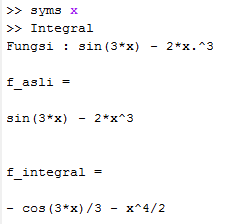 >> syms x
>> Integral
Fungsi : sin(3*x) - 2*x.^3
f_asli =
sin(3*x) - 2*x^3
f_integral =
- cos(3*x)/3 - x^4/2